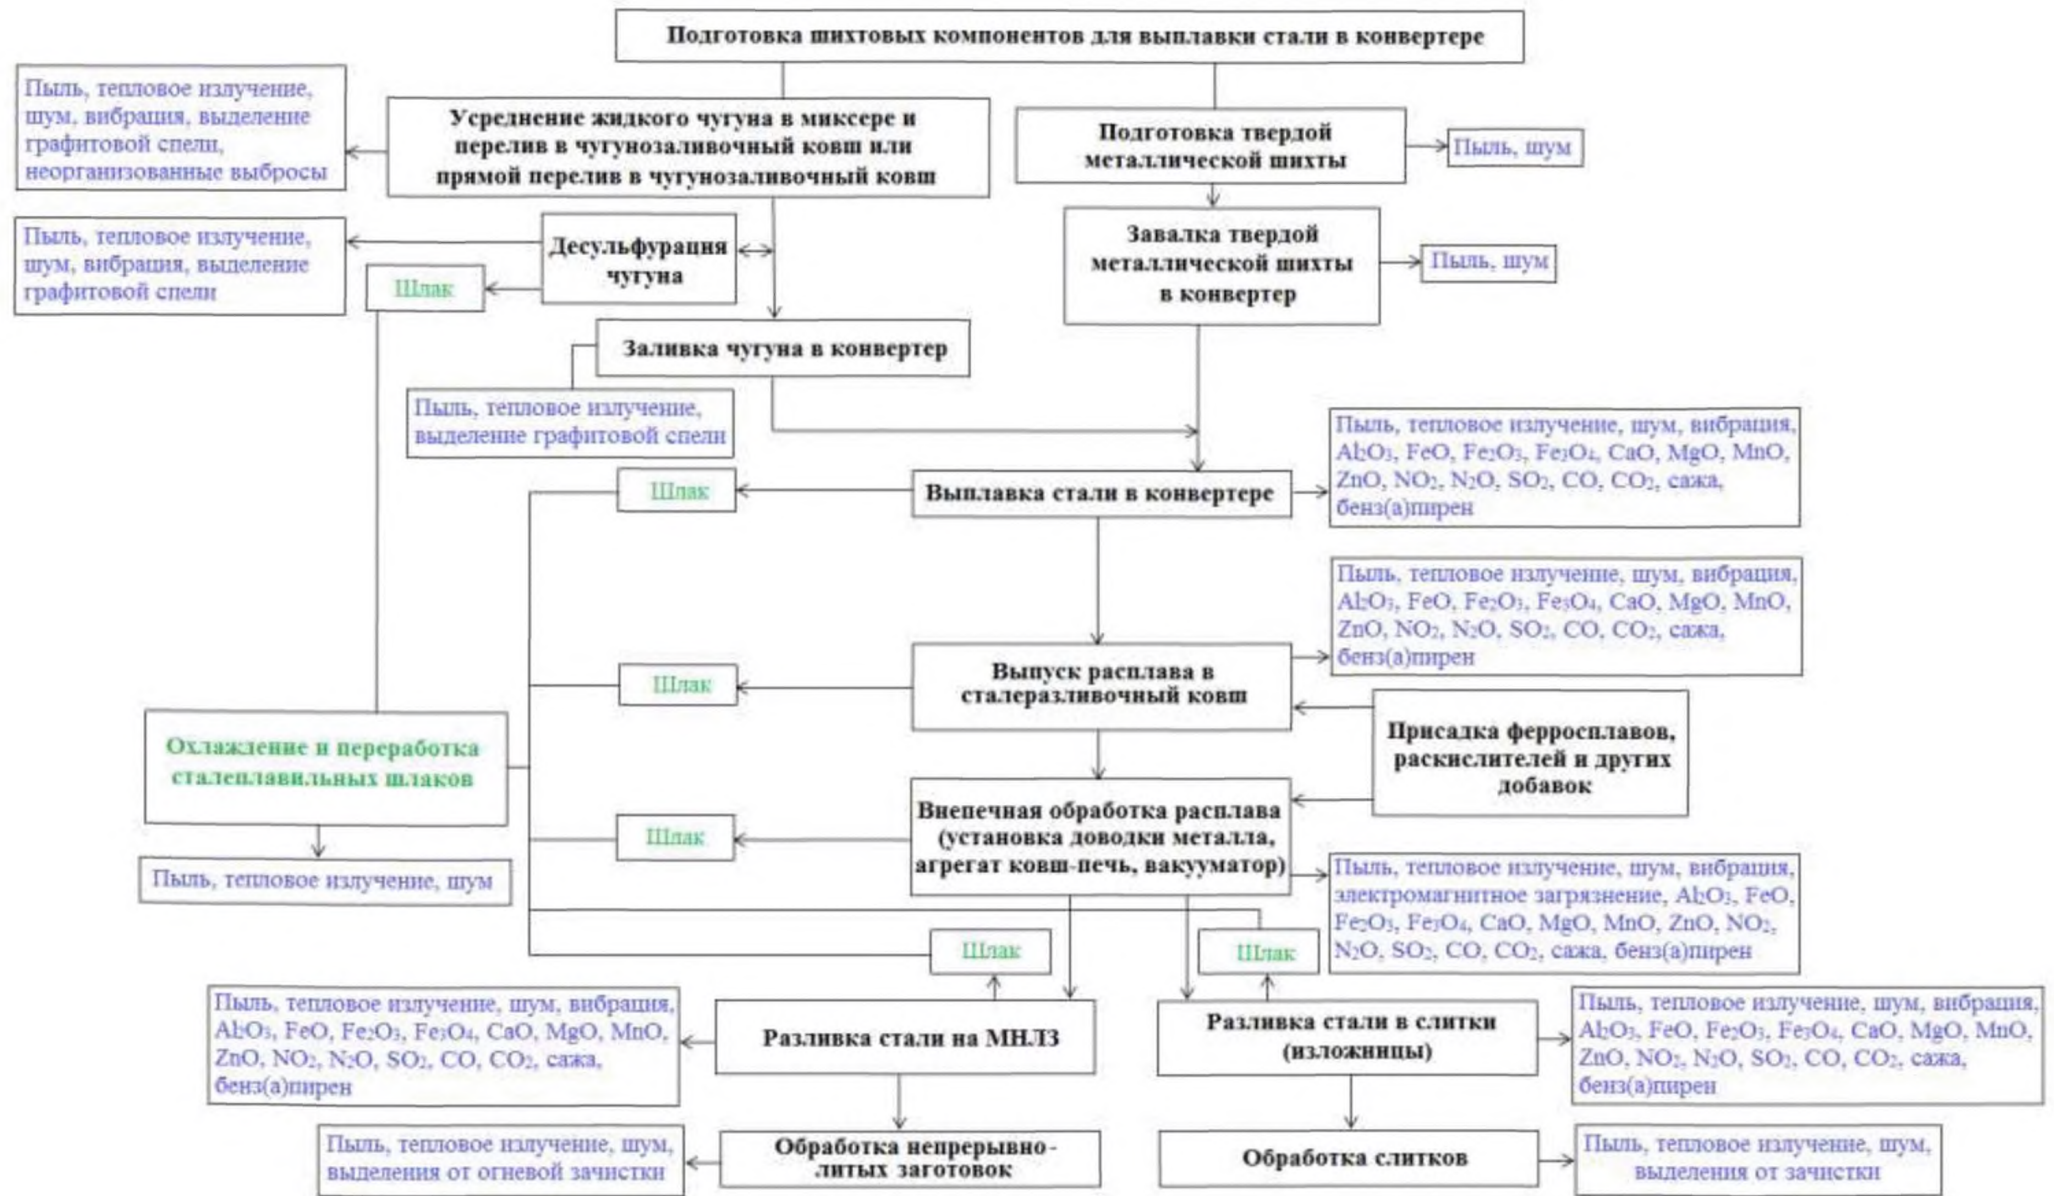 Подготовка шихтовых компонентов для выплавки стали в конвертере
Пыль, тепловое излучение,
шум, вибрация, выделение
графитовой спели,
неорганизованные выбросы
Усреднение жидкого чугуна в миксере и
перелив в чугунозаливочный ковш или
прямой перелив в чугунозаливочный ковш
Подготовка твердой
металлической шихты
Пыль, шум
Пыль, тепловое излучение,
шум, вибрация, выделение
графитовой спели
Десульфурация
чугуна
Шлак
Завалка твердой
металлической шихты
в конвертер
Пыль, шум
Заливка чугуна в конвертер
Пыль, тепловое излучение,
выделение графитовой спели
Шлак
Выплавка стали в конвертере
Пыль, тепловое излучение, шум, вибрация,
Al₂O₃, FeO, Fe₂O₃, Fe₃O₄, CaO, MgO, MnO,
ZnO, NO₂, N₂O, SO₂, CO, CO₂, сажа,
бенз(а)пирен
Пыль, тепловое излучение, шум, вибрация,
Al₂O₃, FeO, Fe₂O₃, Fe₃O₄, CaO, MgO, MnO,
ZnO, NO₂, N₂O, SO₂, CO, CO₂, сажа,
бенз(а)пирен
Шлак
Выпуск расплава в
сталеразливочный ковш
Присадка ферросплавов,
раскислителей и других
добавок
Охлаждение и переработка
сталеплавильных шлаков
Пыль, тепловое излучение, шум
Шлак
Внепечная обработка расплава
(установка доводки металла,
агрегат ковш-печь, вакууматор)
Пыль, тепловое излучение, шум, вибрация,
электромагнитное загрязнение, Al₂O₃, FeO,
Fe₂O₃, Fe₃O₄, CaO, MgO, MnO, ZnO, NO₂,
N₂O, SO₂, CO, CO₂, сажа, бенз(а)пирен
Шлак
Шлак
Пыль, тепловое излучение, шум, вибрация,
Al₂O₃, FeO, Fe₂O₃, Fe₃O₄, CaO, MgO, MnO,
ZnO, NO₂, N₂O, SO₂, CO, CO₂, сажа,
бенз(а)пирен
Разливка стали на МНЛЗ
Разливка стали в слитки
(изложницы)
Пыль, тепловое излучение, шум, вибрация,
Al₂O₃, FeO, Fe₂O₃, Fe₃O₄, CaO, MgO, MnO,
ZnO, NO₂, N₂O, SO₂, CO, CO₂, сажа,
бенз(а)пирен
Пыль, тепловое излучение, шум,
выделения от огневой зачистки
Обработка непрерывно-
литых заготовок
Обработка слитков
Пыль, тепловое излучение, шум,
выделения от зачистки